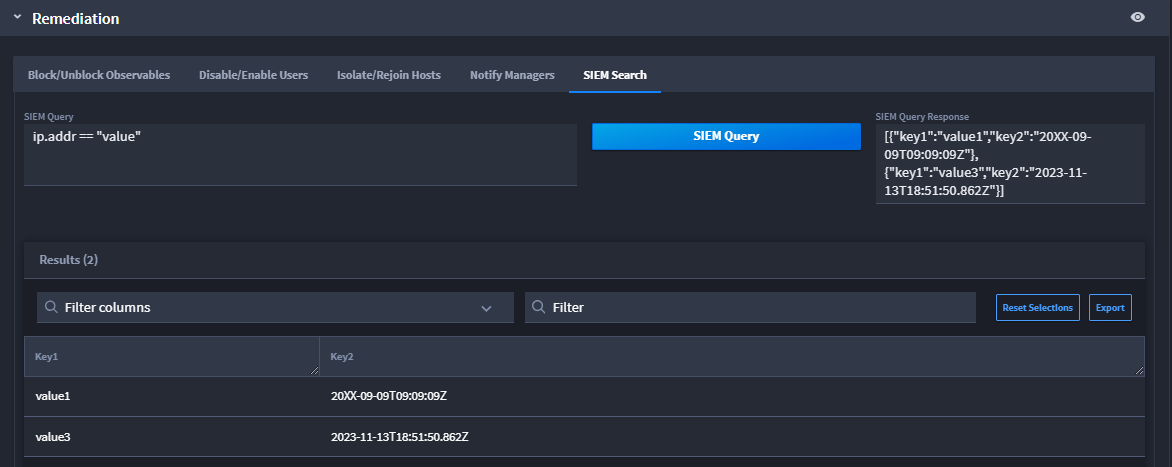 Remediation
Block/Unblock Observables Disable/Enable Users Isolate/Rejoin Hosts Notify Managers SIEM Search
SIEM Query
ip.addr == "value"
SIEM Query
SIEM Query Response
[{"key1":"value1","key2":"20XX-09-
09T09:09:09Z"},
{"key1":"value3","key2":"2023-11-
13T18:51:50.862Z"}]
Results (2)
Filter columns Filter Reset Selections Export
Key1 Key2
value1 20XX-09-09T09:09:09Z
value3 2023-11-13T18:51:50.862Z